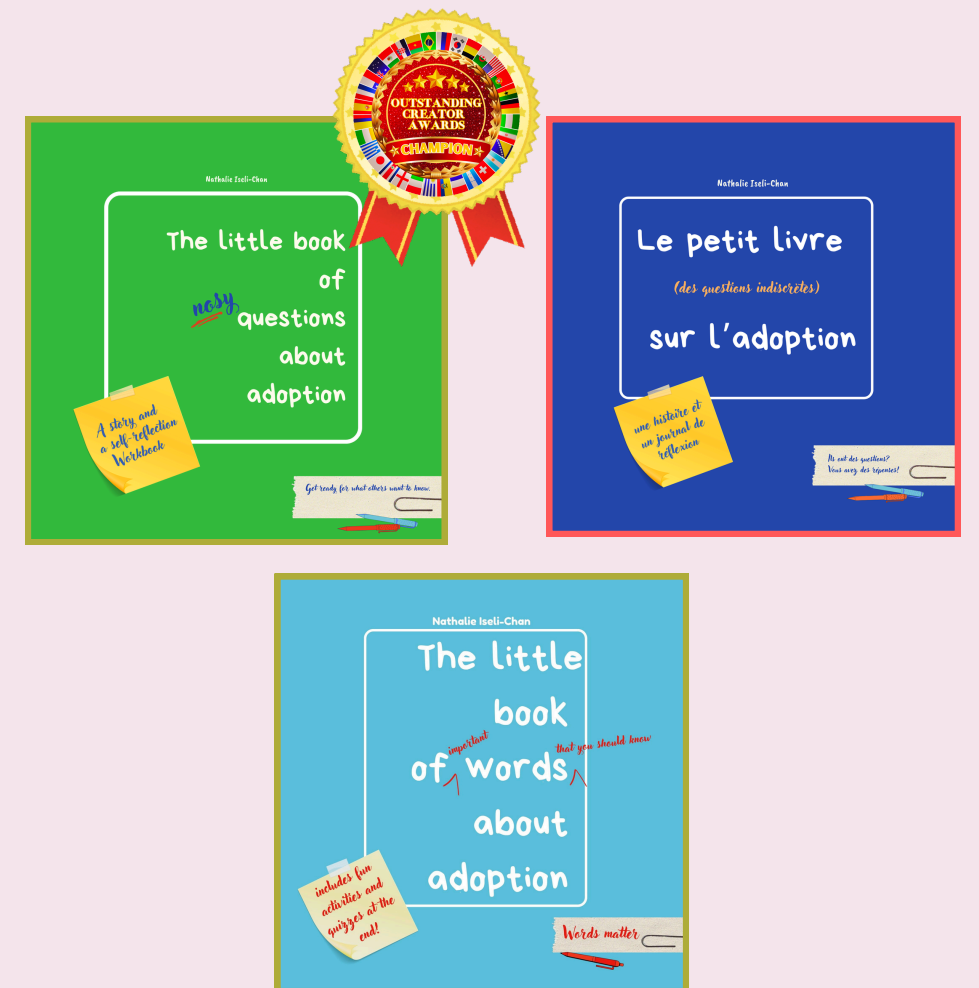 OUTSTANDING
CREATOR
AWARDS
CHAMPION
Nathalie Iseli-Chan
The little book
of
nosy
questions
about
adoption
A story and
a self-reflection
Workbook
Get ready for what others want to know.
Nathalie Iseli-Chan
Le petit livre
(des questions indiscrètes)
sur l'adoption
une histoire et
un journal de
réflexion
Ils ont des questions?
Vous avez des réponses!
Nathalie Iseli-Chan
The little
book
important
that you should know
of words
about
adoption
includes fun
activities and
quizzes at the
end!
Words matter